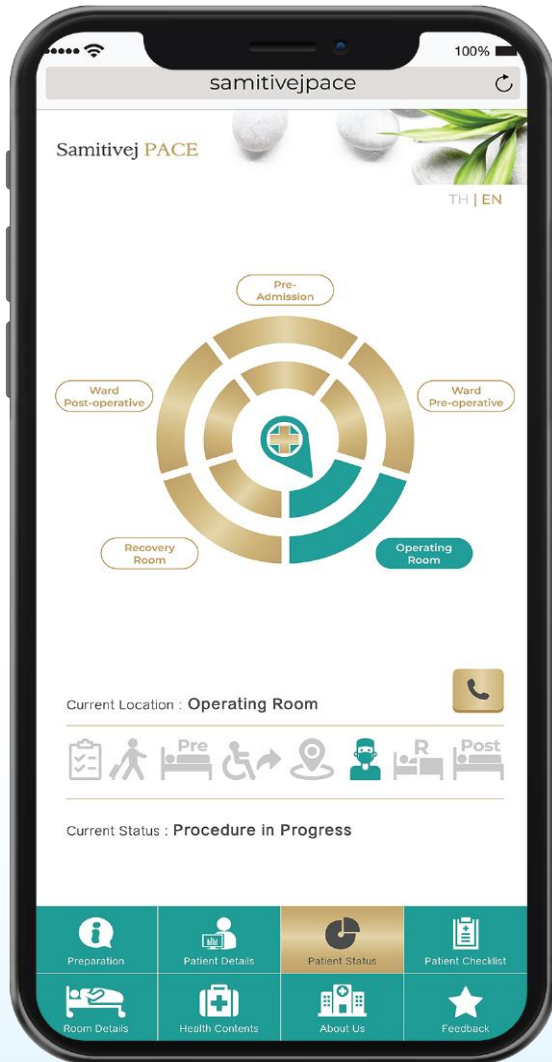 100%
samitivejpace
Samitivej PACE
TH | EN
Pre-
Admission
Ward
Post-operative
Ward
Pre-operative
Recovery
Room
Operating
Room
Current Location : Operating Room
Pre
R
Post
Current Status : Procedure in Progress
Preparation
Patient Details
Patient Status
Patient Checklist
Room Details
Health Contents
About Us
Feedback